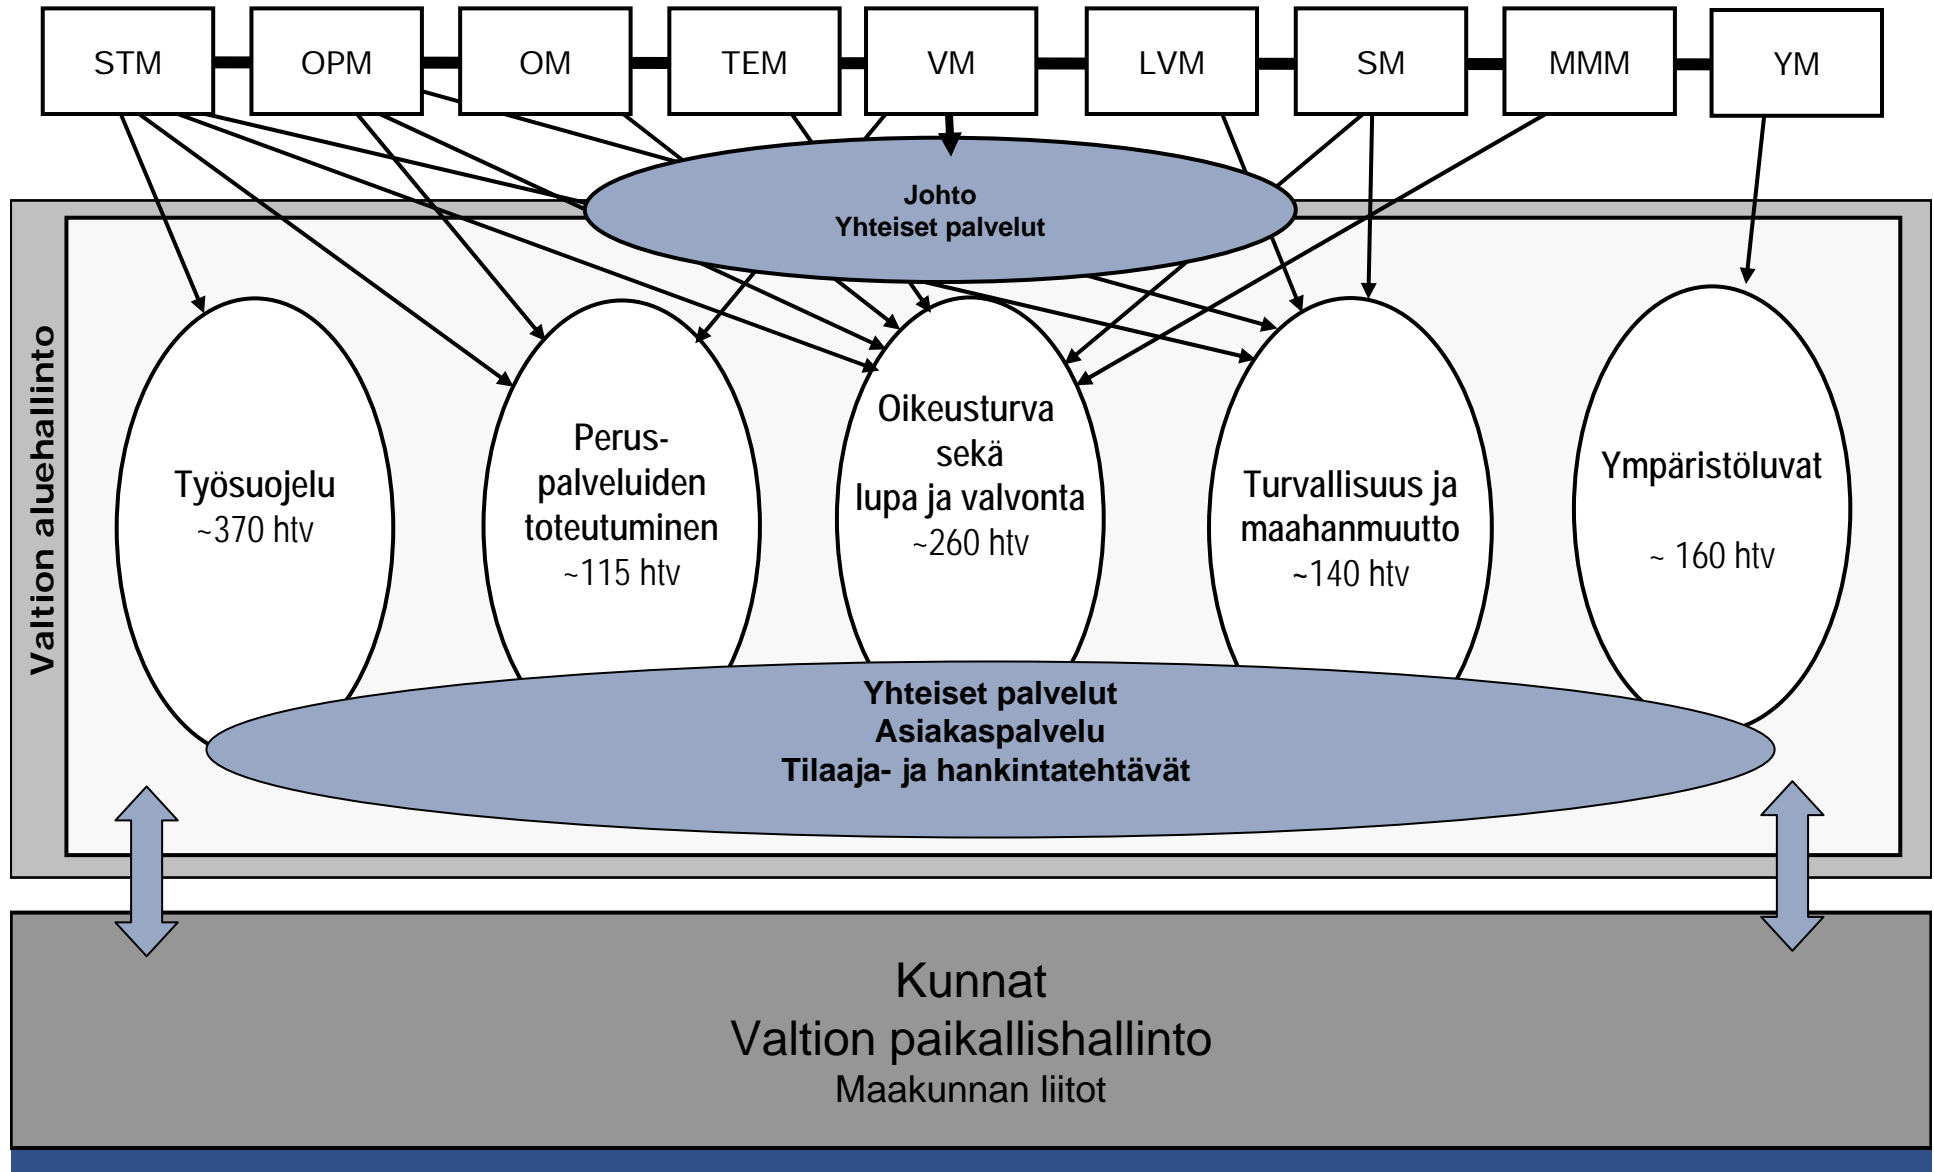 STM
OPM
OM
TEM
VM
LVM
SM
MMM
YM
Johto
Yhteiset palvelut
Valtion aluehallinto
Työsuojelu
~370 htv
Perus-
palveluiden
toteutuminen
~115 htv
Oikeusturva
sekä
lupa ja valvonta
~260 htv
Turvallisuus ja
maahanmuutto
~140 htv
Ympäristöluvat
~ 160 htv
Yhteiset palvelut
Asiakaspalvelu
Tilaaja- ja hankintatehtävät
Kunnat
Valtion paikallishallinto
Maakunnan liitot